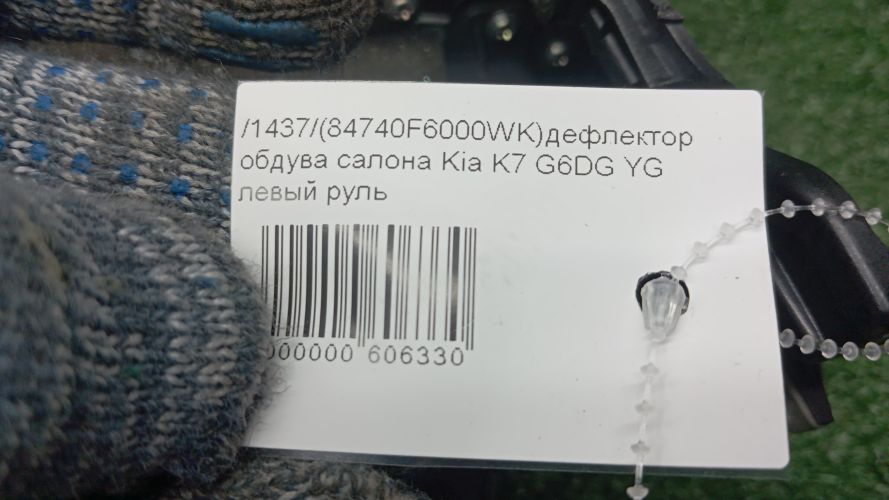 /1437/(84740F6000WK)дефлектор
обдува салона Kia K7 G6DG YG
левый руль
000000 606330